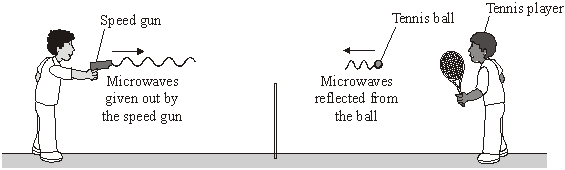 Speed gun
Tennis ball
Tennis player
Microwaves
given out by
the speed gun
Microwaves
reflected from
the ball